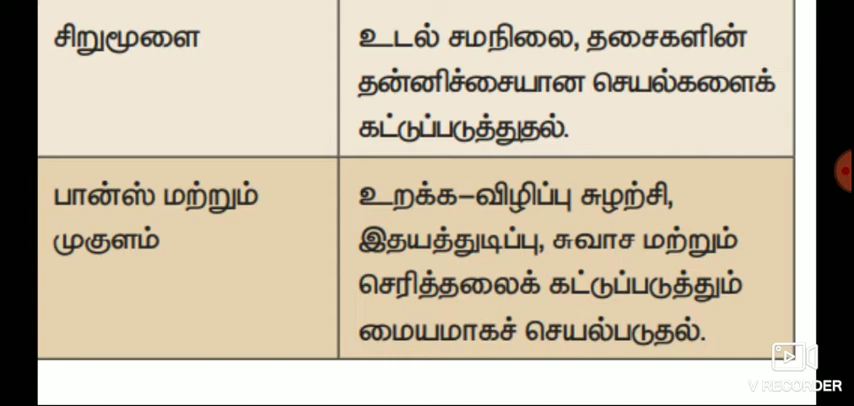 சிறுமூளை
உடல் சமநிலை, தசைகளின்
தன்னிச்சையான செயல்களைக்
கட்டுப்படுத்துதல்.
பான்ஸ் மற்றும்
முகுளம்
உறக்க–விழிப்பு சுழற்சி,
இதயத்துடிப்பு, சுவாச மற்றும்
செரித்தலைக் கட்டுப்படுத்தும்
மையமாகச் செயல்படுதல்.
V RECORDER